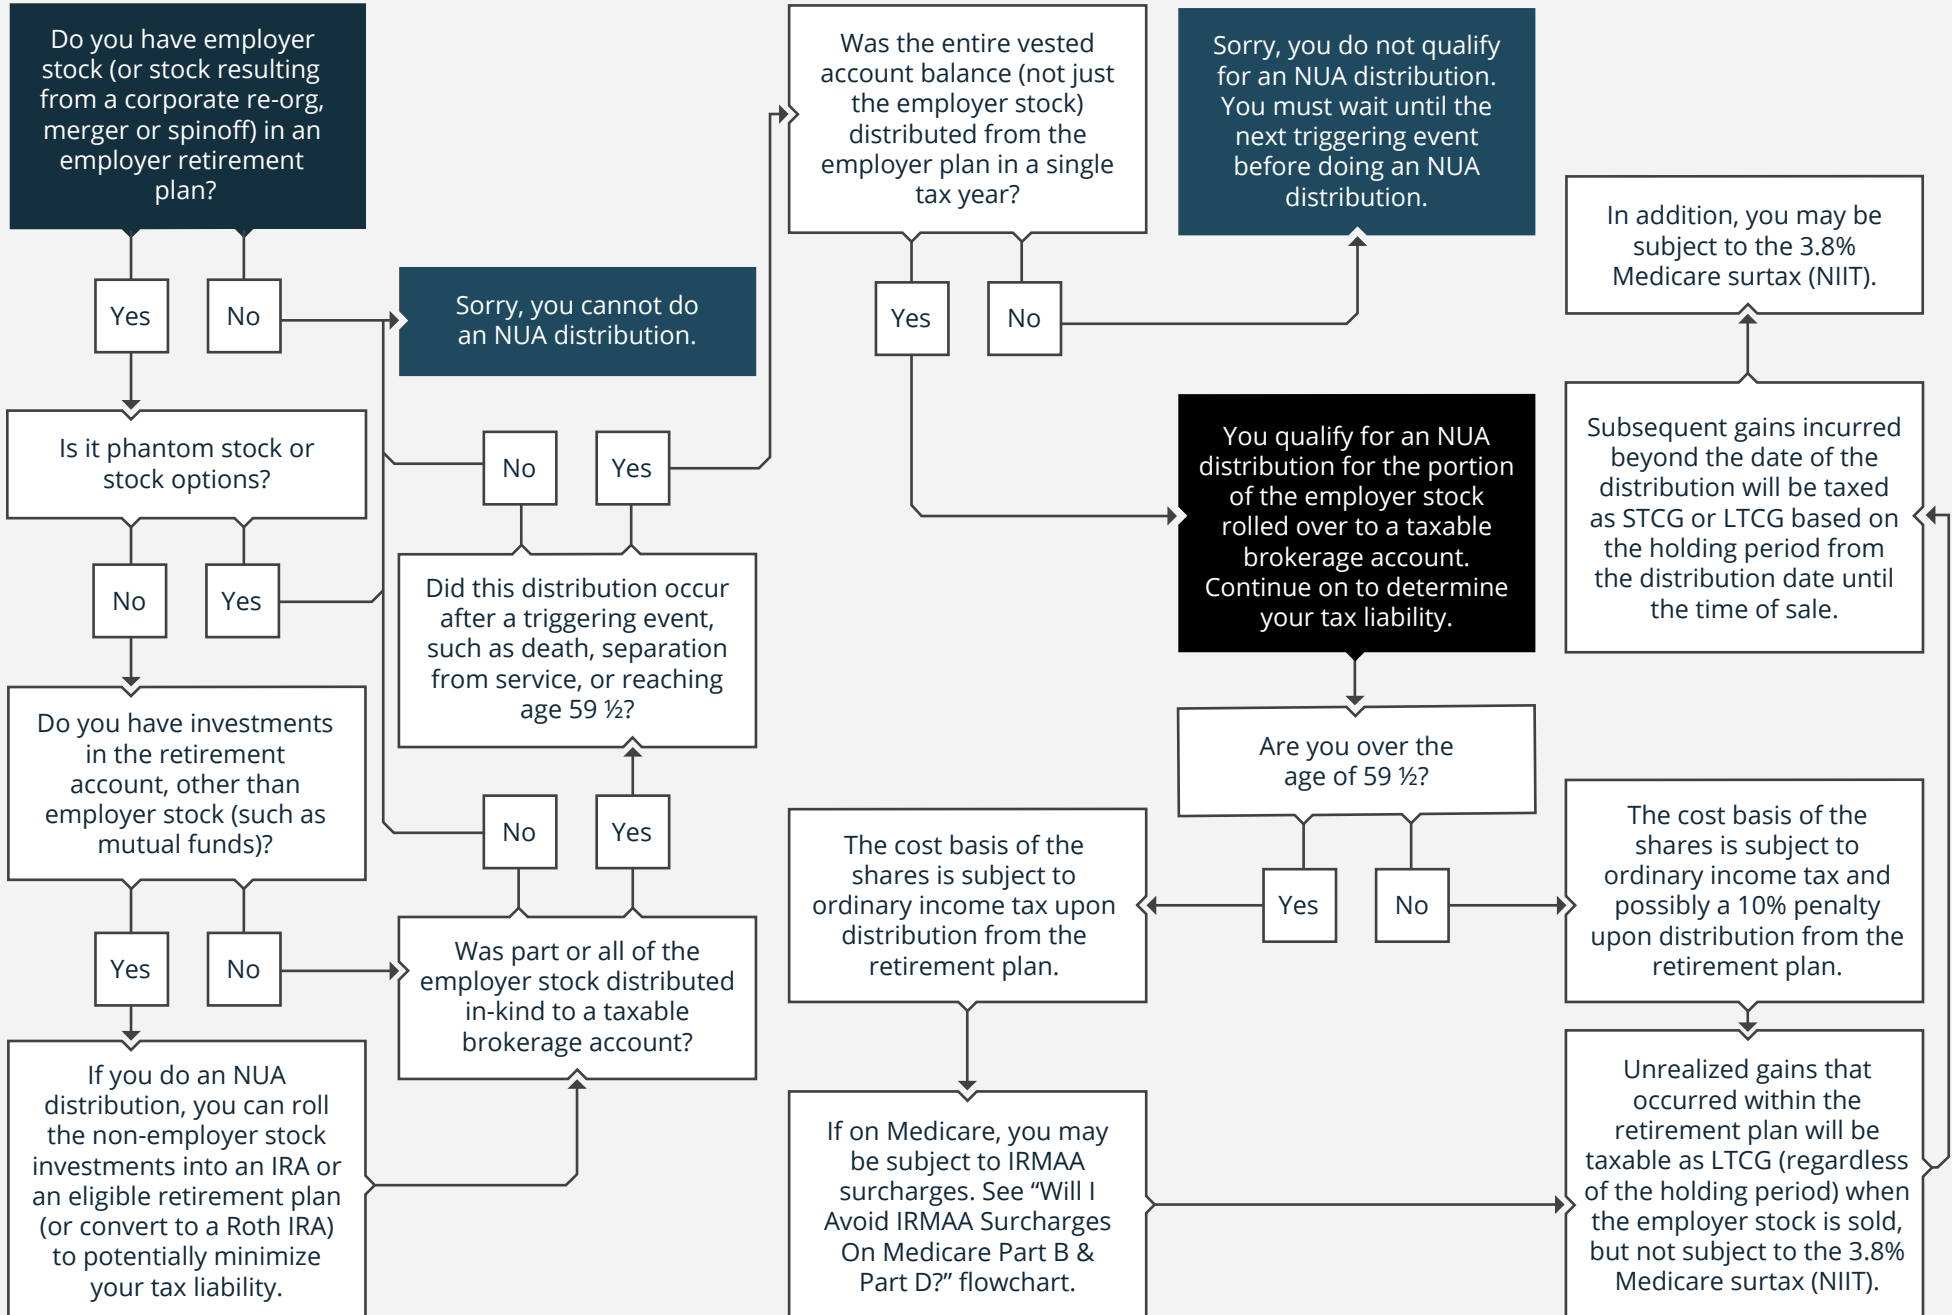 Do you have employer
stock (or stock resulting
from a corporate re-org,
merger or spinoff) in an
employer retirement
plan?
Yes
No
Sorry, you cannot do
an NUA distribution.
Is it phantom stock or
stock options?
No
Yes
Do you have investments
in the retirement
account, other than
employer stock (such as
mutual funds)?
Yes
No
If you do an NUA
distribution, you can roll
the non-employer stock
investments into an IRA or
an eligible retirement plan
(or convert to a Roth IRA)
to potentially minimize
your tax liability.
Was part or all of the
employer stock distributed
in-kind to a taxable
brokerage account?
No
Yes
Did this distribution occur
after a triggering event,
such as death, separation
from service, or reaching
age 59 ½?
No
Yes
Was the entire vested
account balance (not just
the employer stock)
distributed from the
employer plan in a single
tax year?
Yes
No
Sorry, you do not qualify
for an NUA distribution.
You must wait until the
next triggering event
before doing an NUA
distribution.
You qualify for an NUA
distribution for the portion
of the employer stock
rolled over to a taxable
brokerage account.
Continue on to determine
your tax liability.
Are you over the
age of 59 ½?
Yes
No
The cost basis of the
shares is subject to
ordinary income tax upon
distribution from the
retirement plan.
If on Medicare, you may
be subject to IRMAA
surcharges. See “Will I
Avoid IRMAA Surcharges
On Medicare Part B &
Part D?” flowchart.
The cost basis of the
shares is subject to
ordinary income tax and
possibly a 10% penalty
upon distribution from the
retirement plan.
Unrealized gains that
occurred within the
retirement plan will be
taxable as LTCG (regardless
of the holding period) when
the employer stock is sold,
but not subject to the 3.8%
Medicare surtax (NIIT).
Subsequent gains incurred
beyond the date of the
distribution will be taxed
as STCG or LTCG based on
the holding period from
the distribution date until
the time of sale.
In addition, you may be
subject to the 3.8%
Medicare surtax (NIIT).